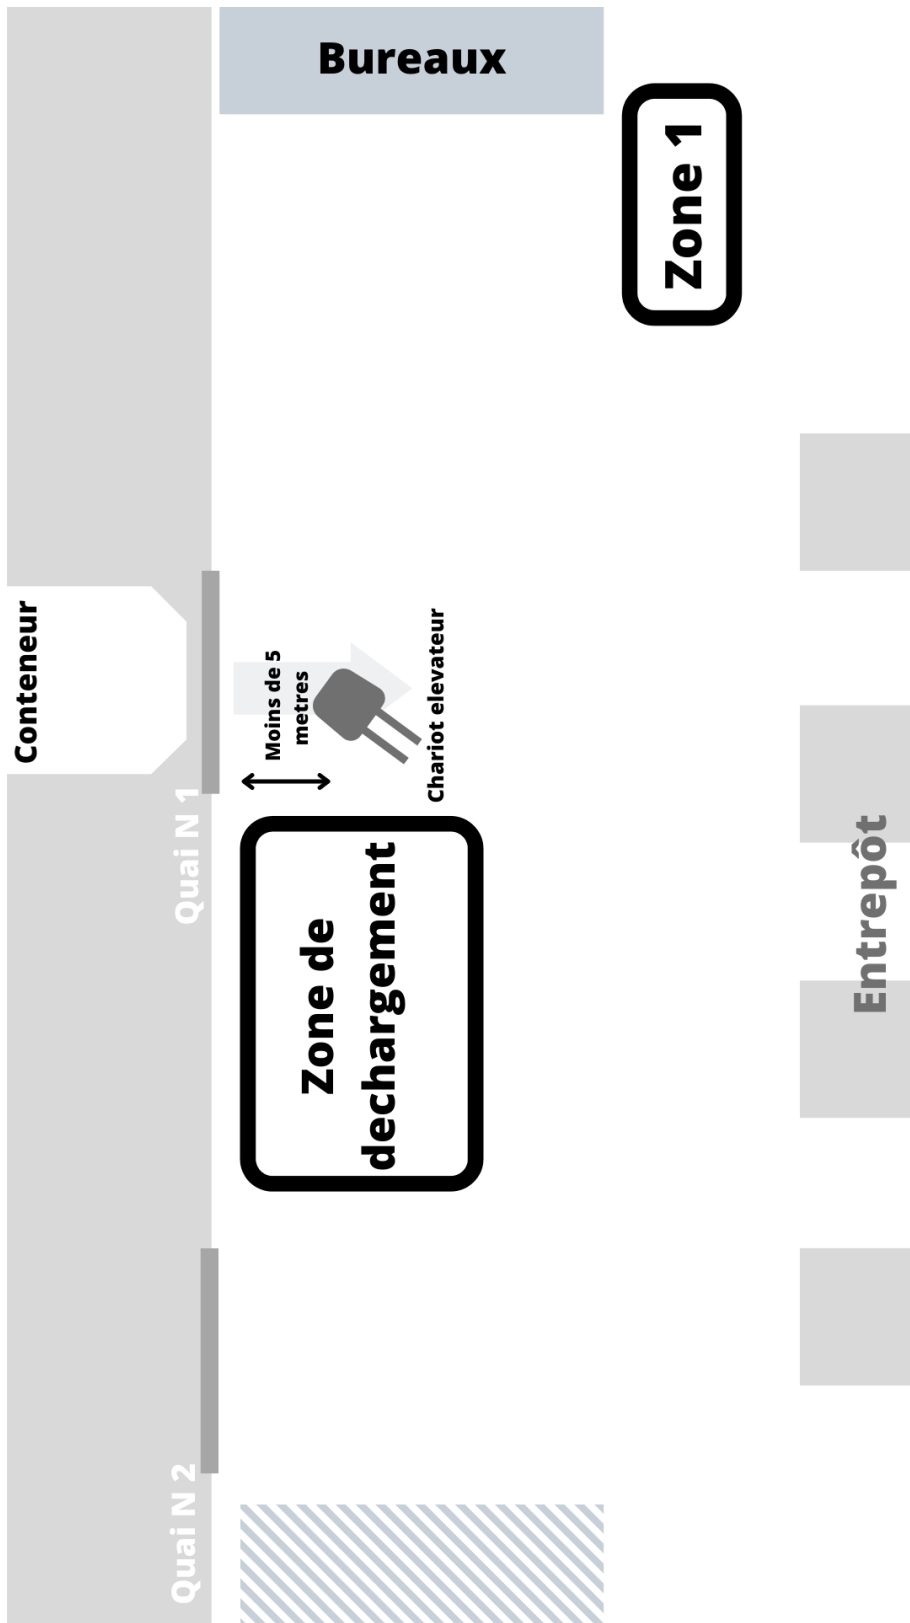 Bureaux
Zone 1
Conteneur
Moins de 5
metres
Chariot elevateur
Quai N 1
Zone de
dechargement
Entrepôt
Quai N 2